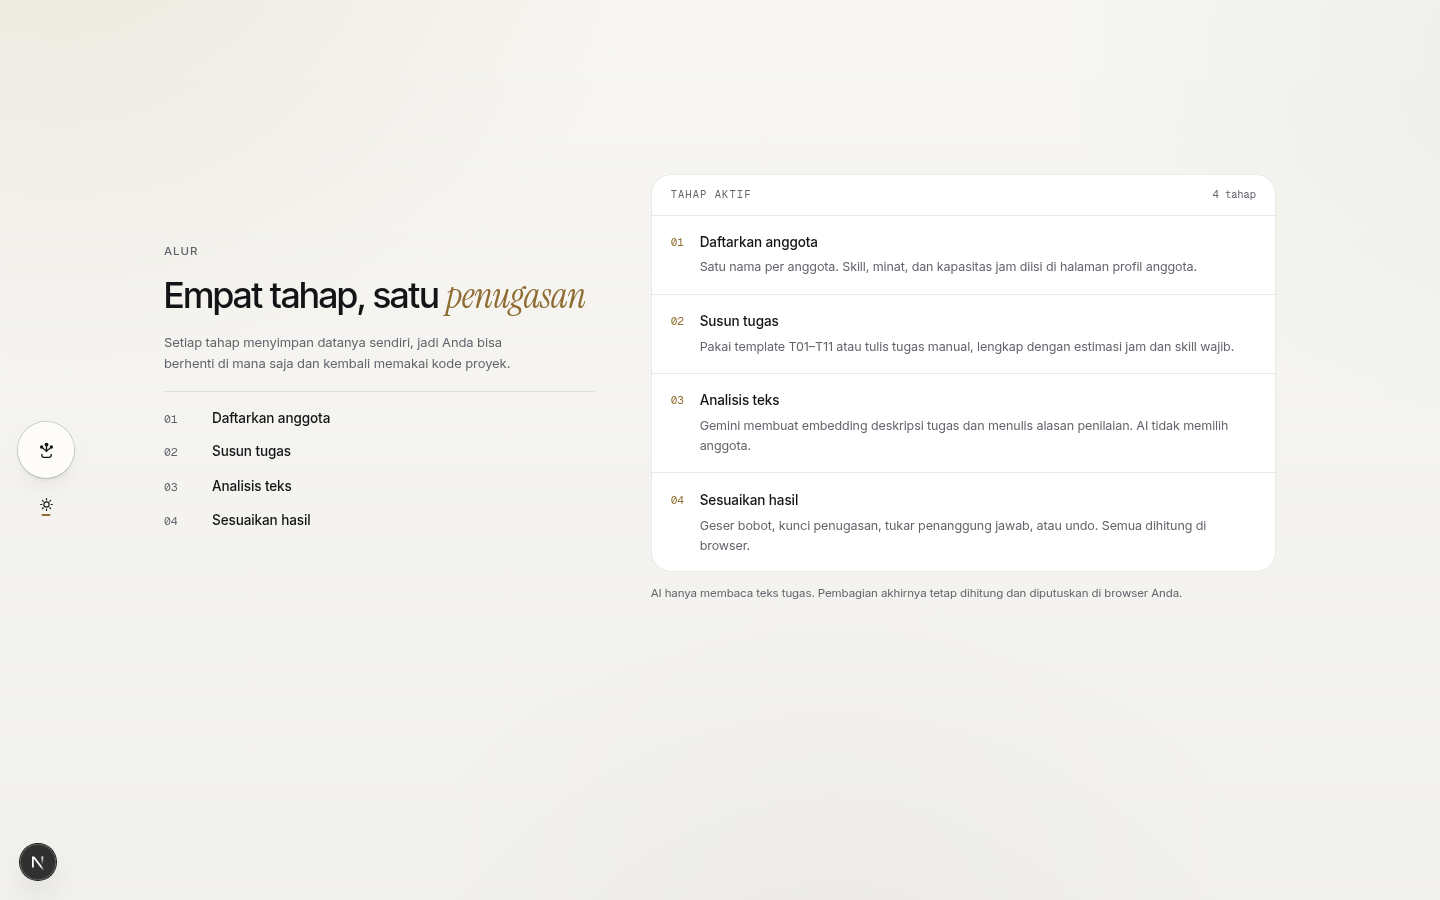 ALUR
Empat tahap, satu penugasan
Setiap tahap menyimpan datanya sendiri, jadi Anda bisa
berhenti di mana saja dan kembali memakai kode proyek.
01 Daftarkan anggota
02 Susun tugas
03 Analisis teks
04 Sesuaikan hasil
TAHAP AKTIF 4 tahap
01 Daftarkan anggota
Satu nama per anggota. Skill, minat, dan kapasitas jam diisi di halaman profil anggota.
02 Susun tugas
Pakai template T01–T11 atau tulis tugas manual, lengkap dengan estimasi jam dan skill wajib.
03 Analisis teks
Gemini membuat embedding deskripsi tugas dan menulis alasan penilaian. AI tidak memilih
anggota.
04 Sesuaikan hasil
Geser bobot, kunci penugasan, tukar penanggung jawab, atau undo. Semua dihitung di
browser.
AI hanya membaca teks tugas. Pembagian akhirnya tetap dihitung dan diputuskan di browser Anda.
N